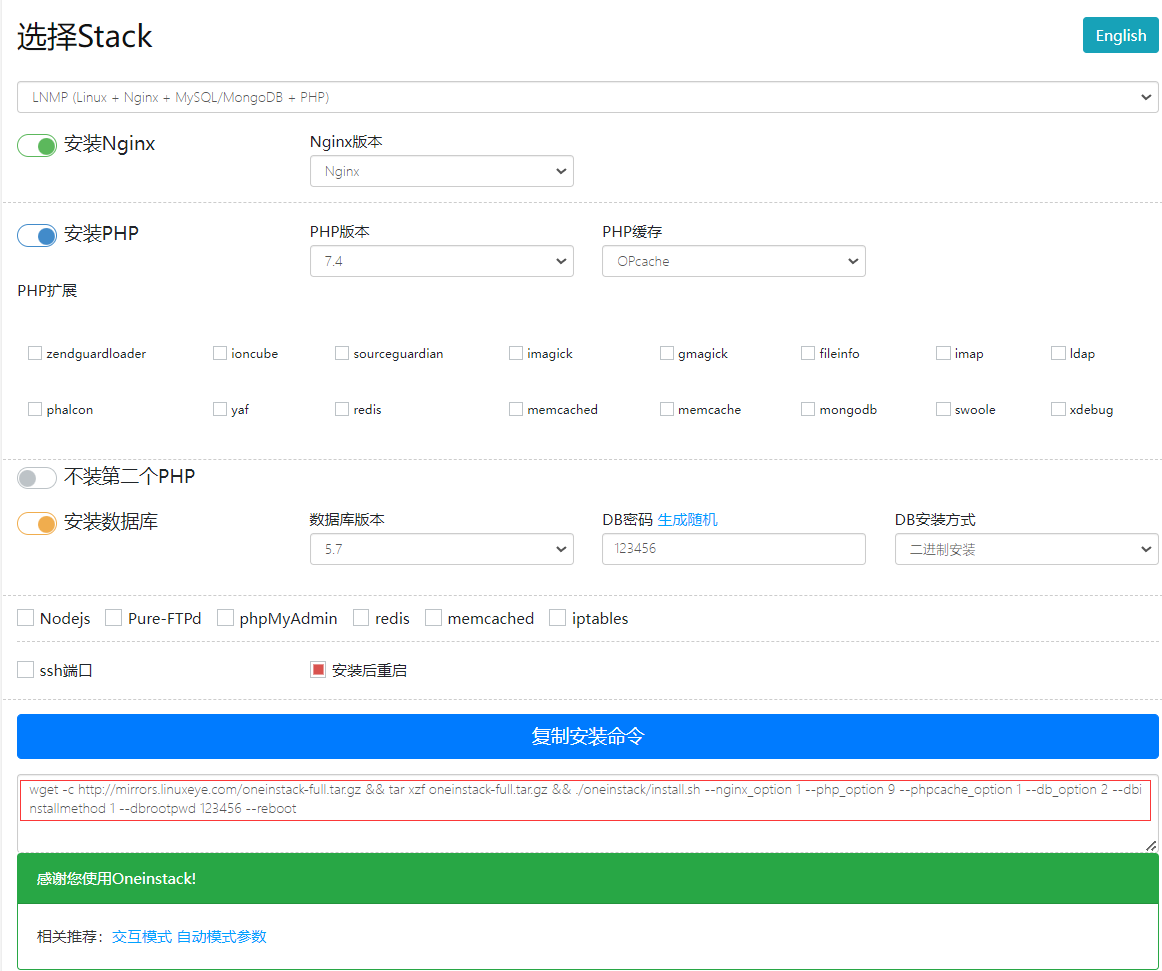 选择Stack
English
LNMP (Linux + Nginx + MySQL/MongoDB + PHP)
安装Nginx
Nginx版本
Nginx
安装PHP
PHP版本
PHP缓存
7.4
OPcache
PHP扩展
zendguardloader ioncube sourceguardian imagick gmagick fileinfo imap ldap
phalcon yaf redis memcached memcache mongodb swoole xdebug
不装第二个PHP
安装数据库
数据库版本
DB密码 生成随机
DB安装方式
5.7
123456
二进制安装
Nodejs Pure-FTPd phpMyAdmin redis memcached iptables
ssh端口 安装后重启
复制安装命令
wget -c http://mirrors.linuxeye.com/oneinstack-full.tar.gz && tar xzf oneinstack-full.tar.gz && ./oneinstack/install.sh --nginx_option 1 --php_option 9 --phpcache_option 1 --db_option 2 --dbi
nstallmethod 1 --dbrootpwd 123456 --reboot
感谢您使用Oneinstack!
相关推荐：交互模式 自动模式参数